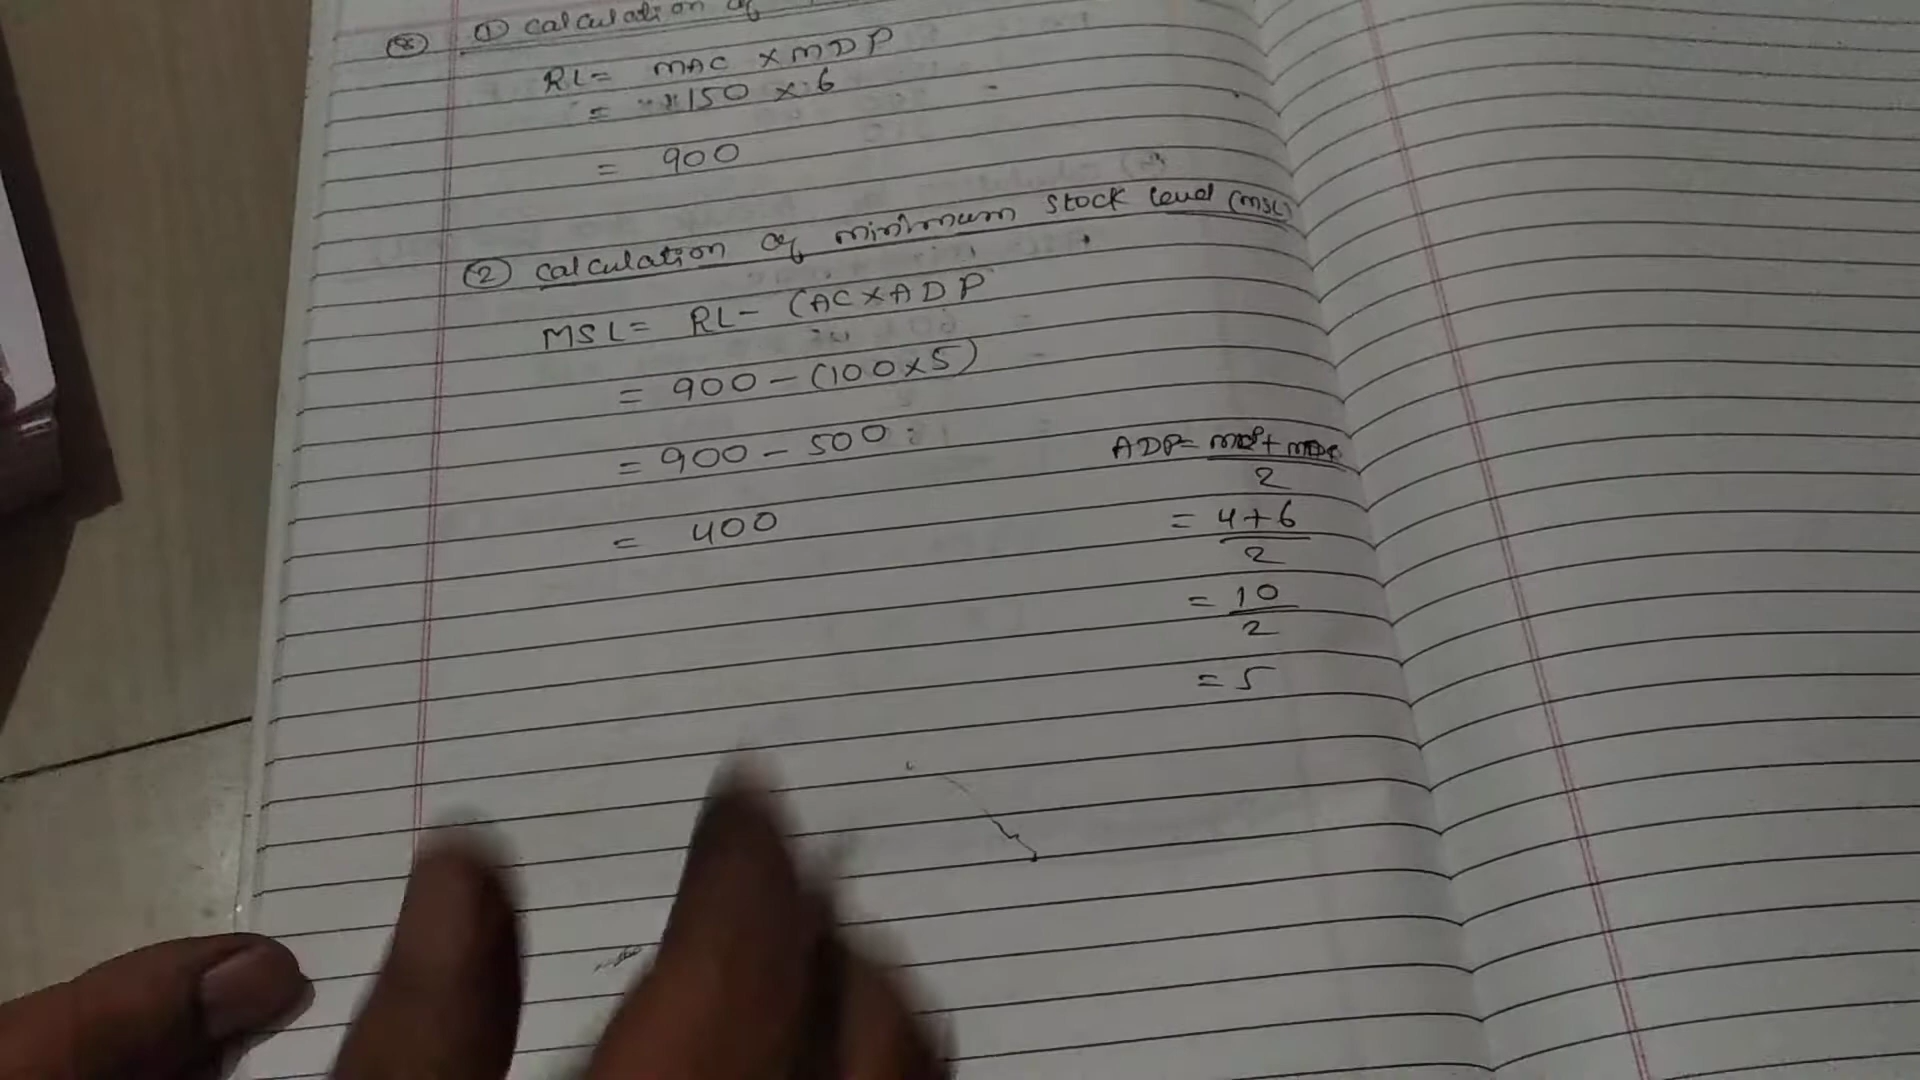 ⑧ ① calculation of
RL= MAC × MDP
= 150 × 6
= 900
② calculation of minimum stock level (MSL)
MSL= RL- (AC×ADP
= 900-(100×5)
= 900-500
= 400
ADP=
2
= 4+6
2
= 10
2
= 5